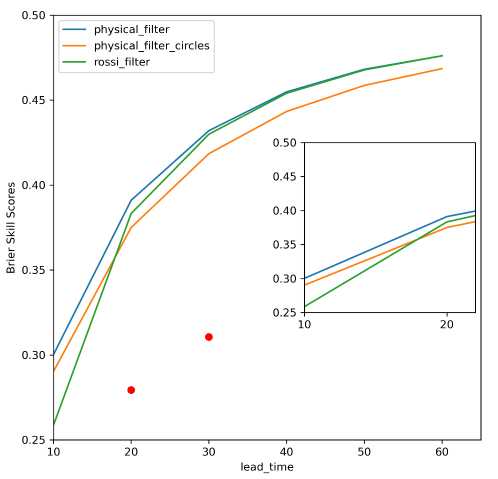 0.50
0.45
0.40
0.35
0.30
0.25
Brier Skill Scores
physical_filter
physical_filter_circles
rossi_filter
0.50
0.45
0.40
0.35
0.30
0.25
10 20
10 20 30 40 50 60
lead_time